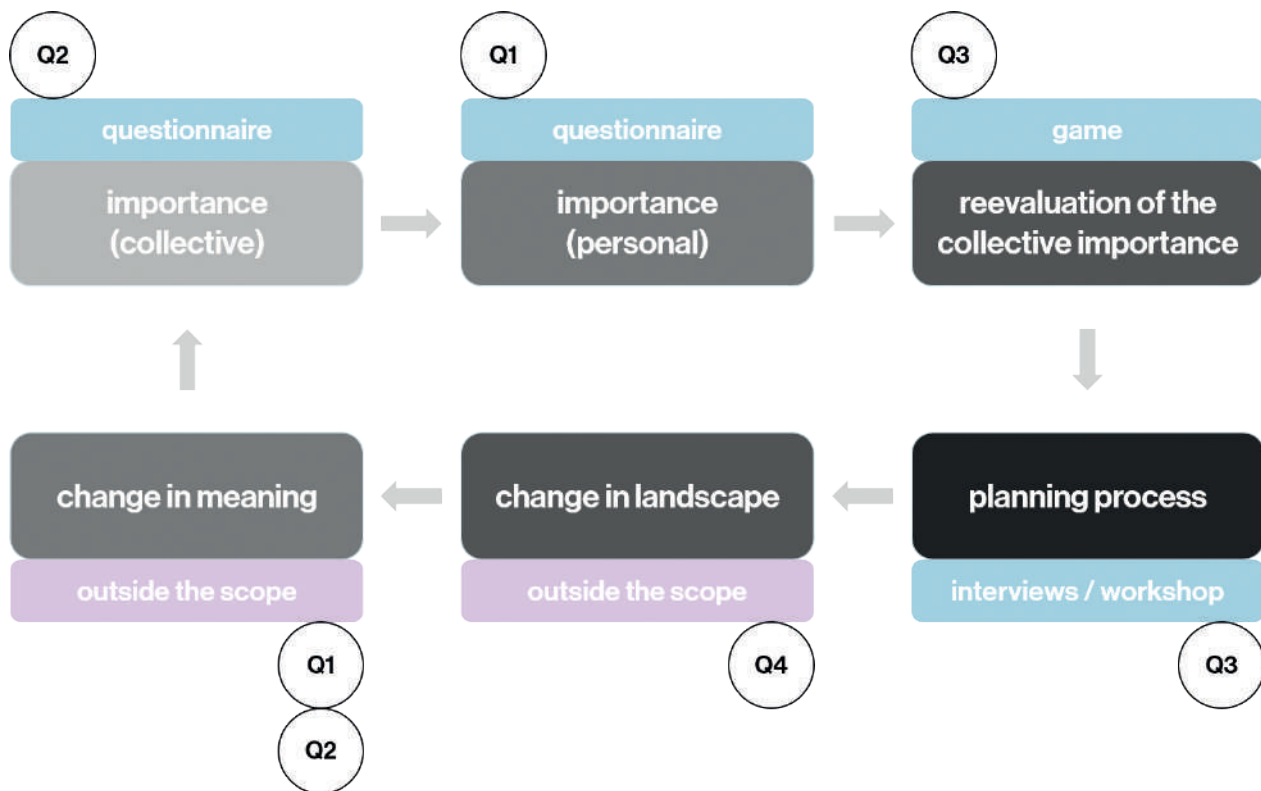 Q2
questionnaire
importance
(collective)
Q1
questionnaire
importance
(personal)
Q3
game
reevaluation of the
collective importance
change in meaning
outside the scope
Q1
Q2
change in landscape
outside the scope
Q4
planning process
interviews / workshop
Q3